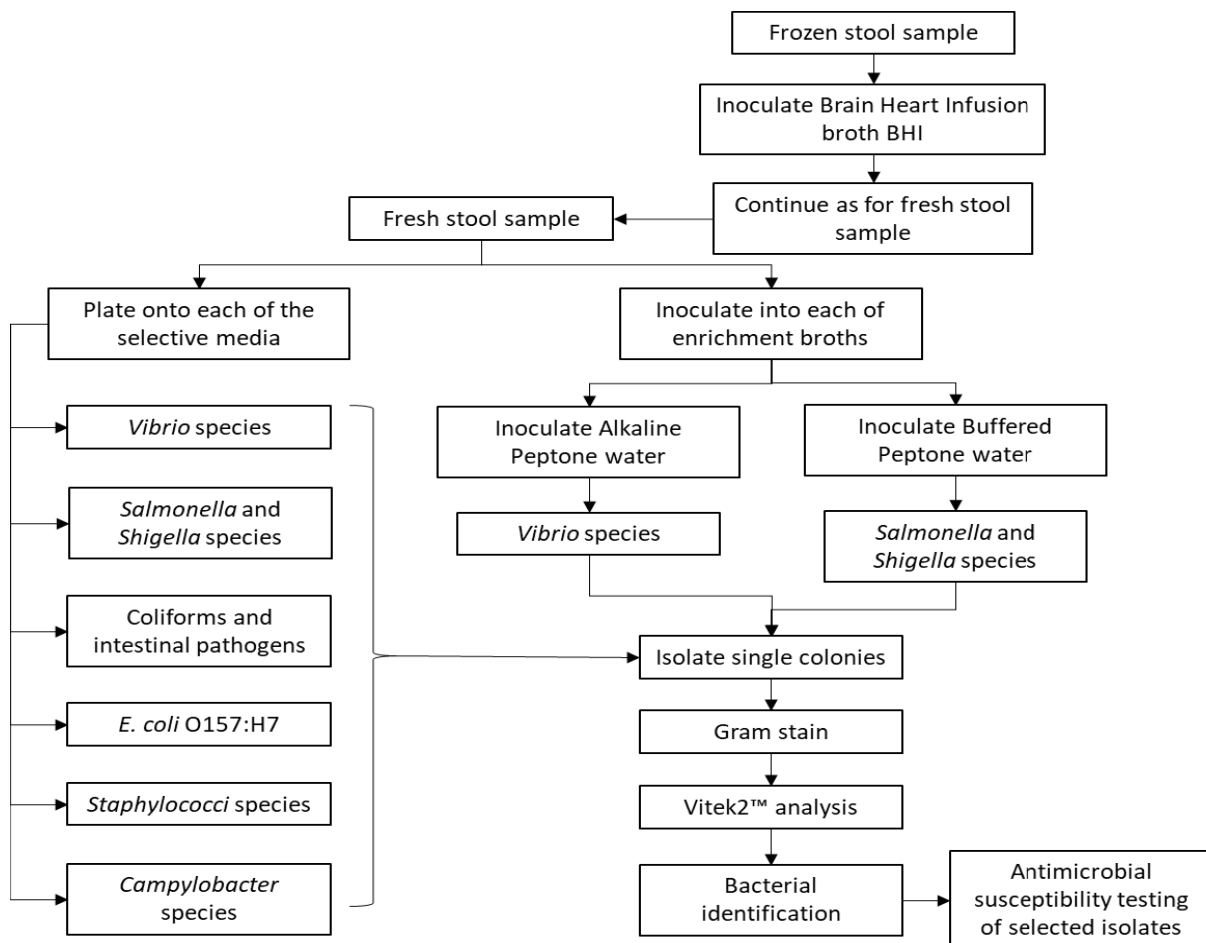 Frozen stool sample
Inoculate Brain Heart Infusion
broth BHI
Continue as for fresh stool
sample
Fresh stool sample
Plate onto each of the
selective media
Inoculate into each of
enrichment broths
Vibrio species
Salmonella and
Shigella species
Coliforms and
intestinal pathogens
E. coli O157:H7
Staphylococci species
Campylobacter
species
Inoculate Alkaline
Peptone water
Inoculate Buffered
Peptone water
Vibrio species
Salmonella and
Shigella species
Isolate single colonies
Gram stain
Vitek2™ analysis
Bacterial
identification
Antimicrobial
susceptibility testing
of selected isolates